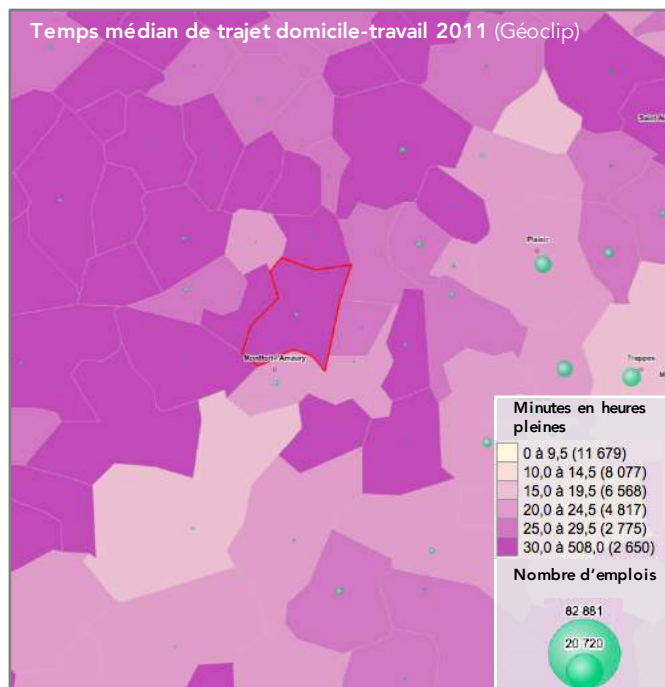 Temps médian de trajet domicile-travail 2011 (Géoclip)
Plaisir
Montfort-l'Amaury
Trappes
Minutes en heures
pleines
0 à 9,5 (11 679)
10,0 à 14,5 (8 077)
15,0 à 19,5 (6 568)
20,0 à 24,5 (4 817)
25,0 à 29,5 (2 775)
30,0 à 508,0 (2 650)
Nombre d'emplois
82 881
20 720